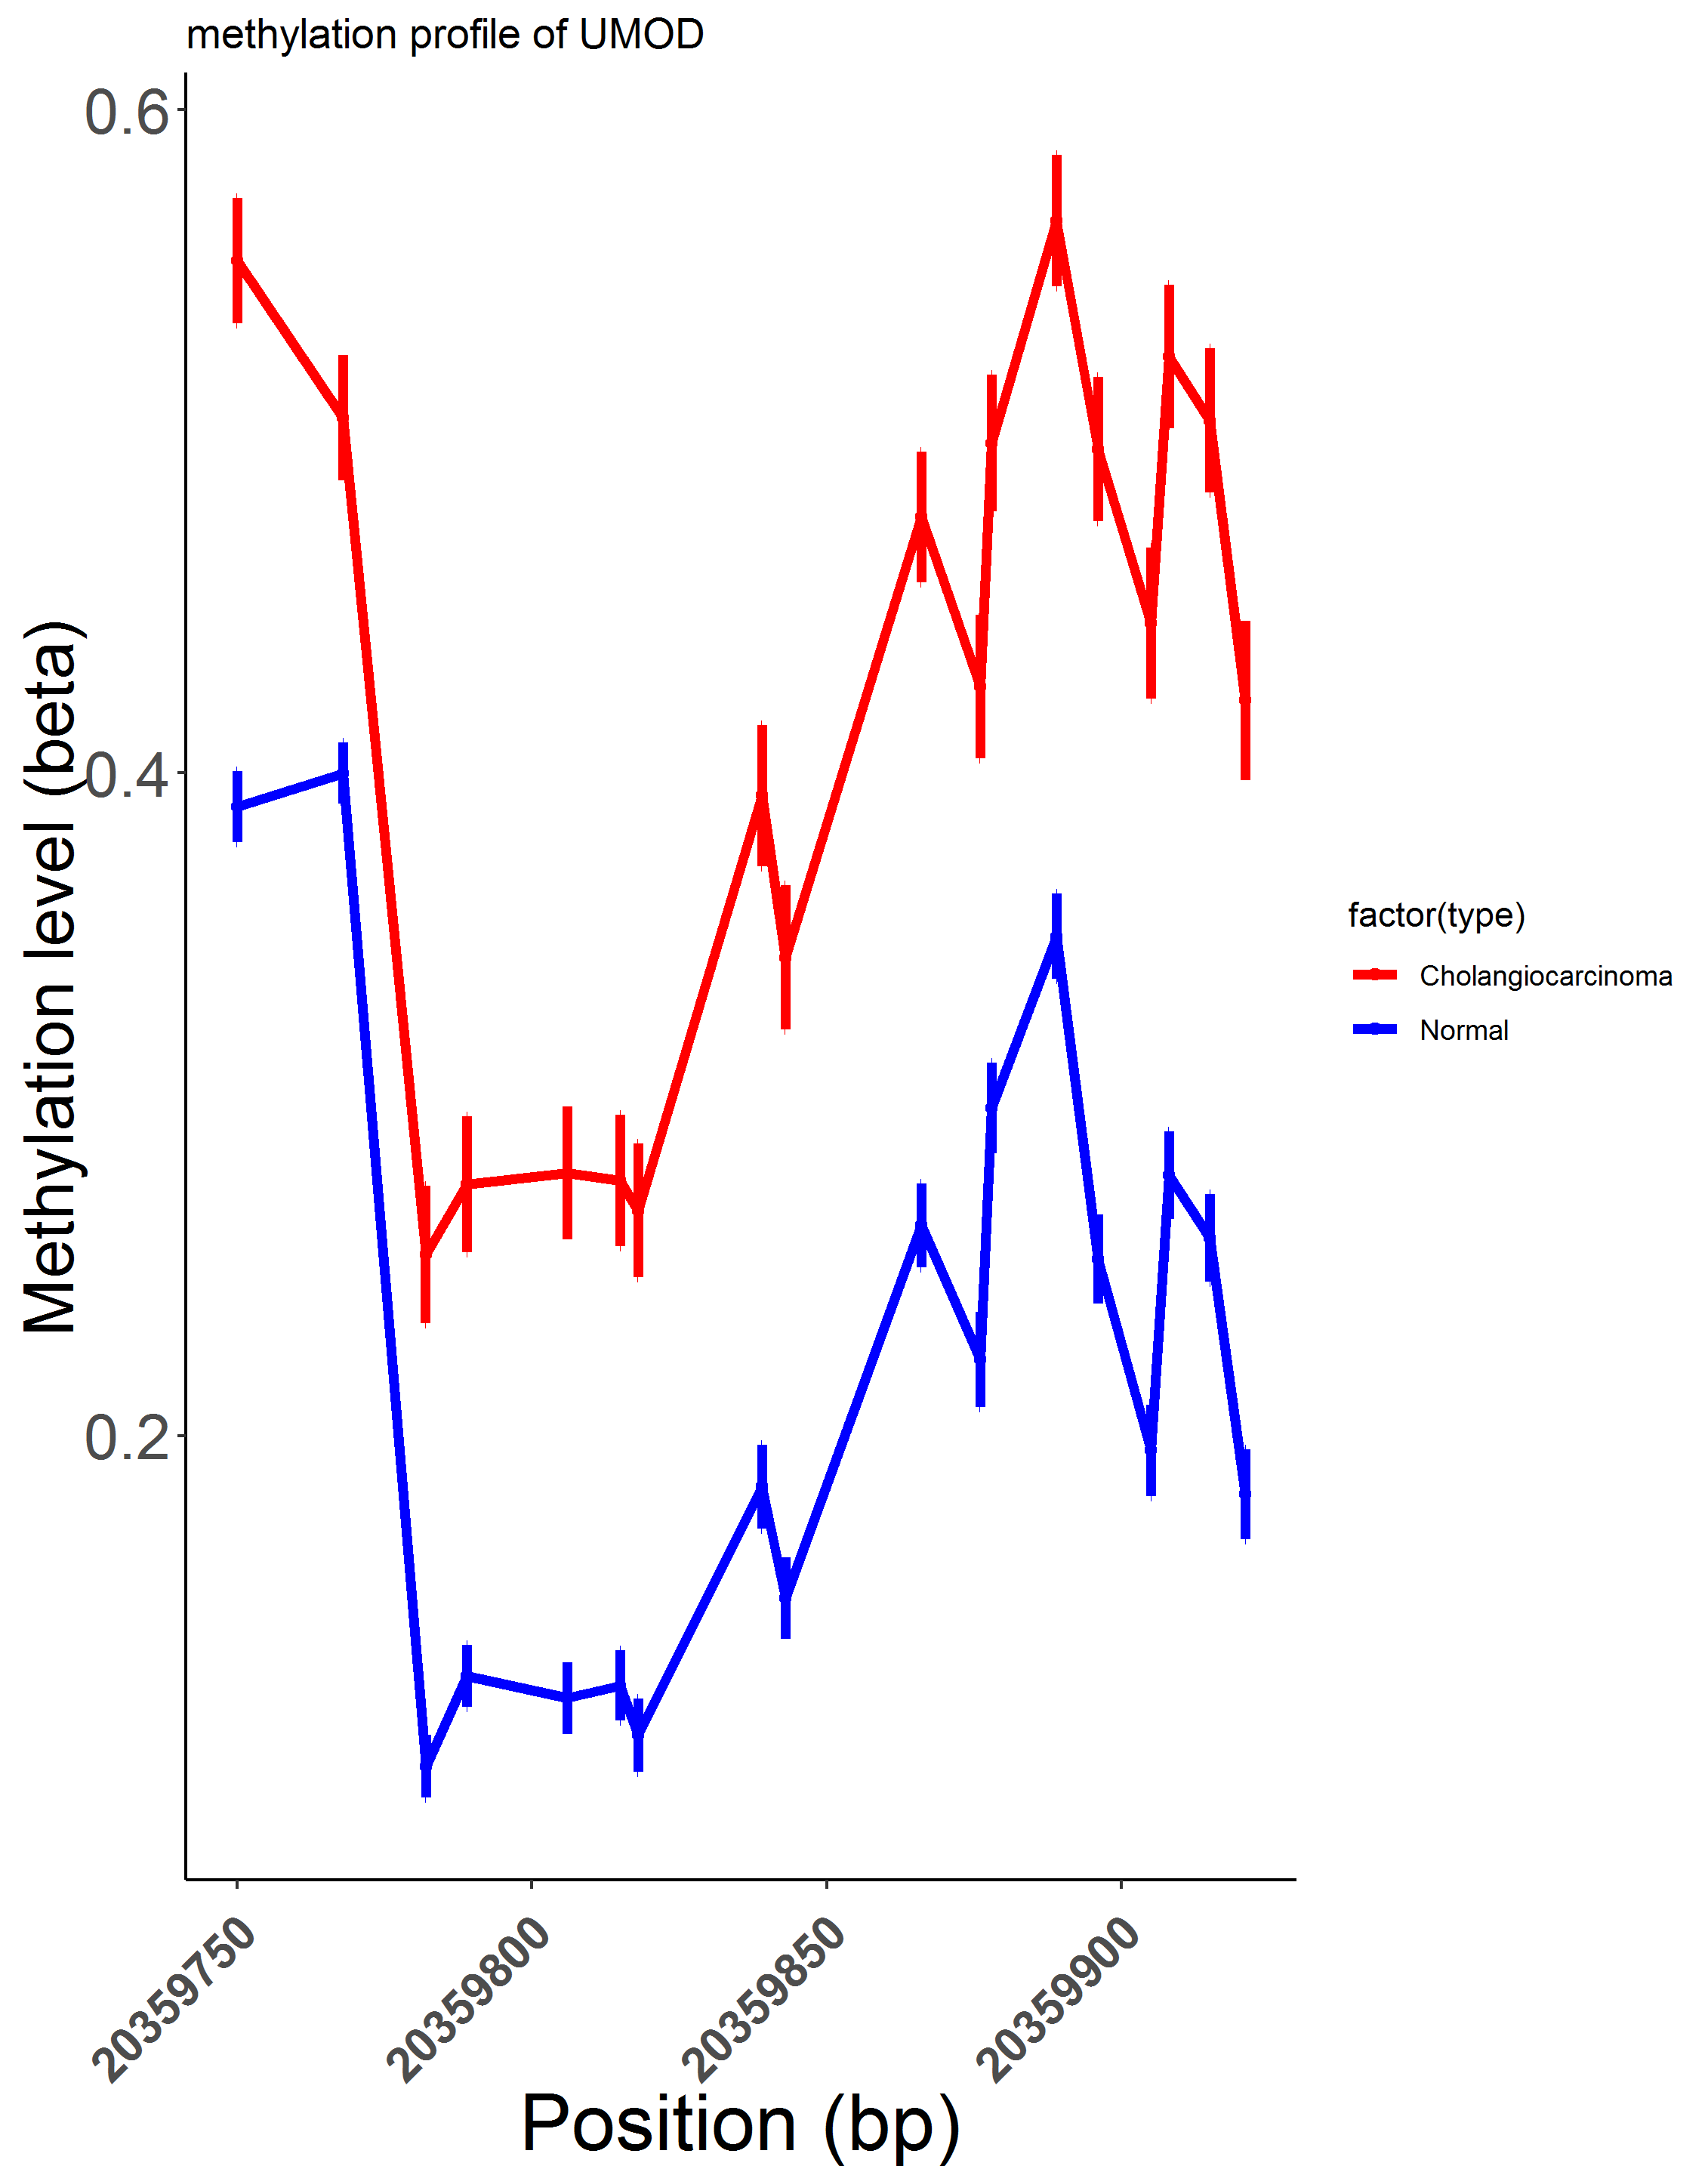 methylation profile of UMOD
0.6
0.4
0.2
Methylation level (beta)
20359750
20359800
20359850
20359900
Position (bp)
factor(type)
Cholangiocarcinoma
Normal